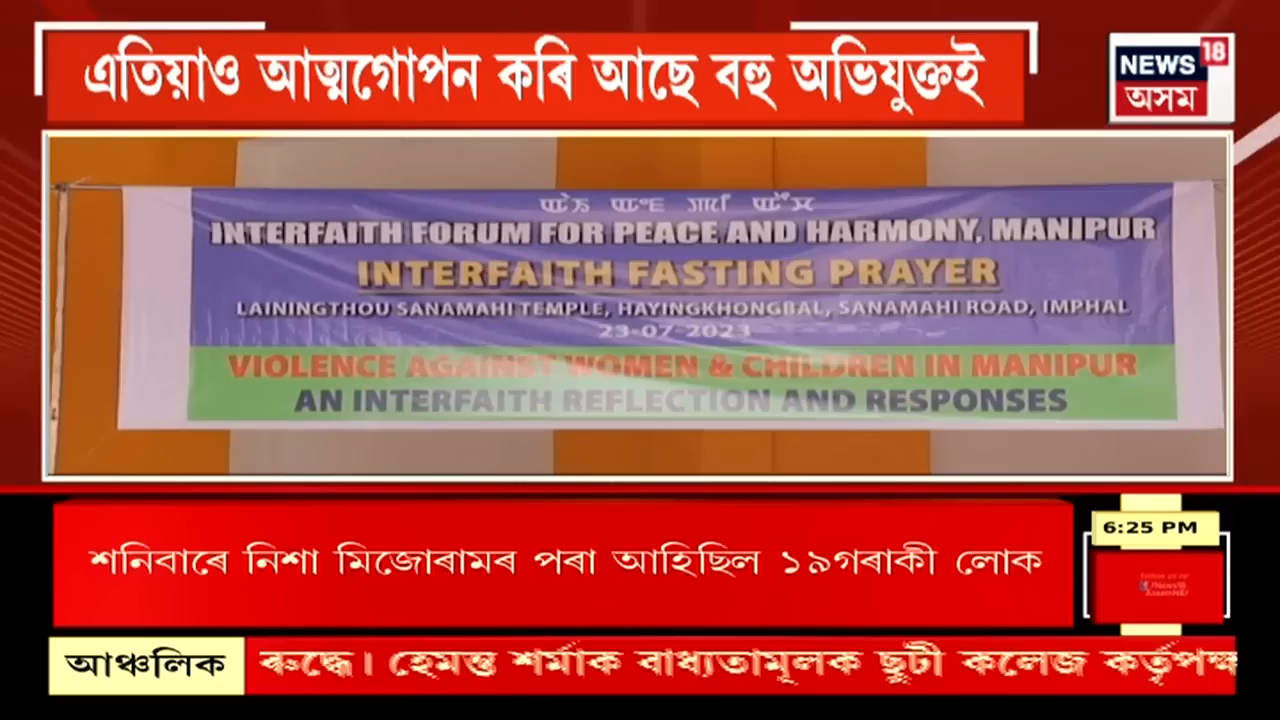 এতিয়াও আত্মগোপন কৰি আছে বহু অভিযুক্তই
NEWS 18
অসম
INTERFAITH FORUM FOR PEACE AND HARMONY, MANIPUR
INTERFAITH FASTING PRAYER
LAININGTHOU SANAMAHI TEMPLE, HAYINGKHONGBAL, SANAMAHI ROAD, IMPHAL
23-07-2023
VIOLENCE AGAINST WOMEN & CHILDREN IN MANIPUR
AN INTERFAITH REFLECTION AND RESPONSES
শনিবাৰে নিশা মিজোৰামৰ পৰা আহিছিল ১৯গৰাকী লোক
6:25 PM
আঞ্চলিক
হেমন্ত শৰ্মাক বাধ্যতামূলক ছুটী কলেজ কৰ্তৃপক্ষ